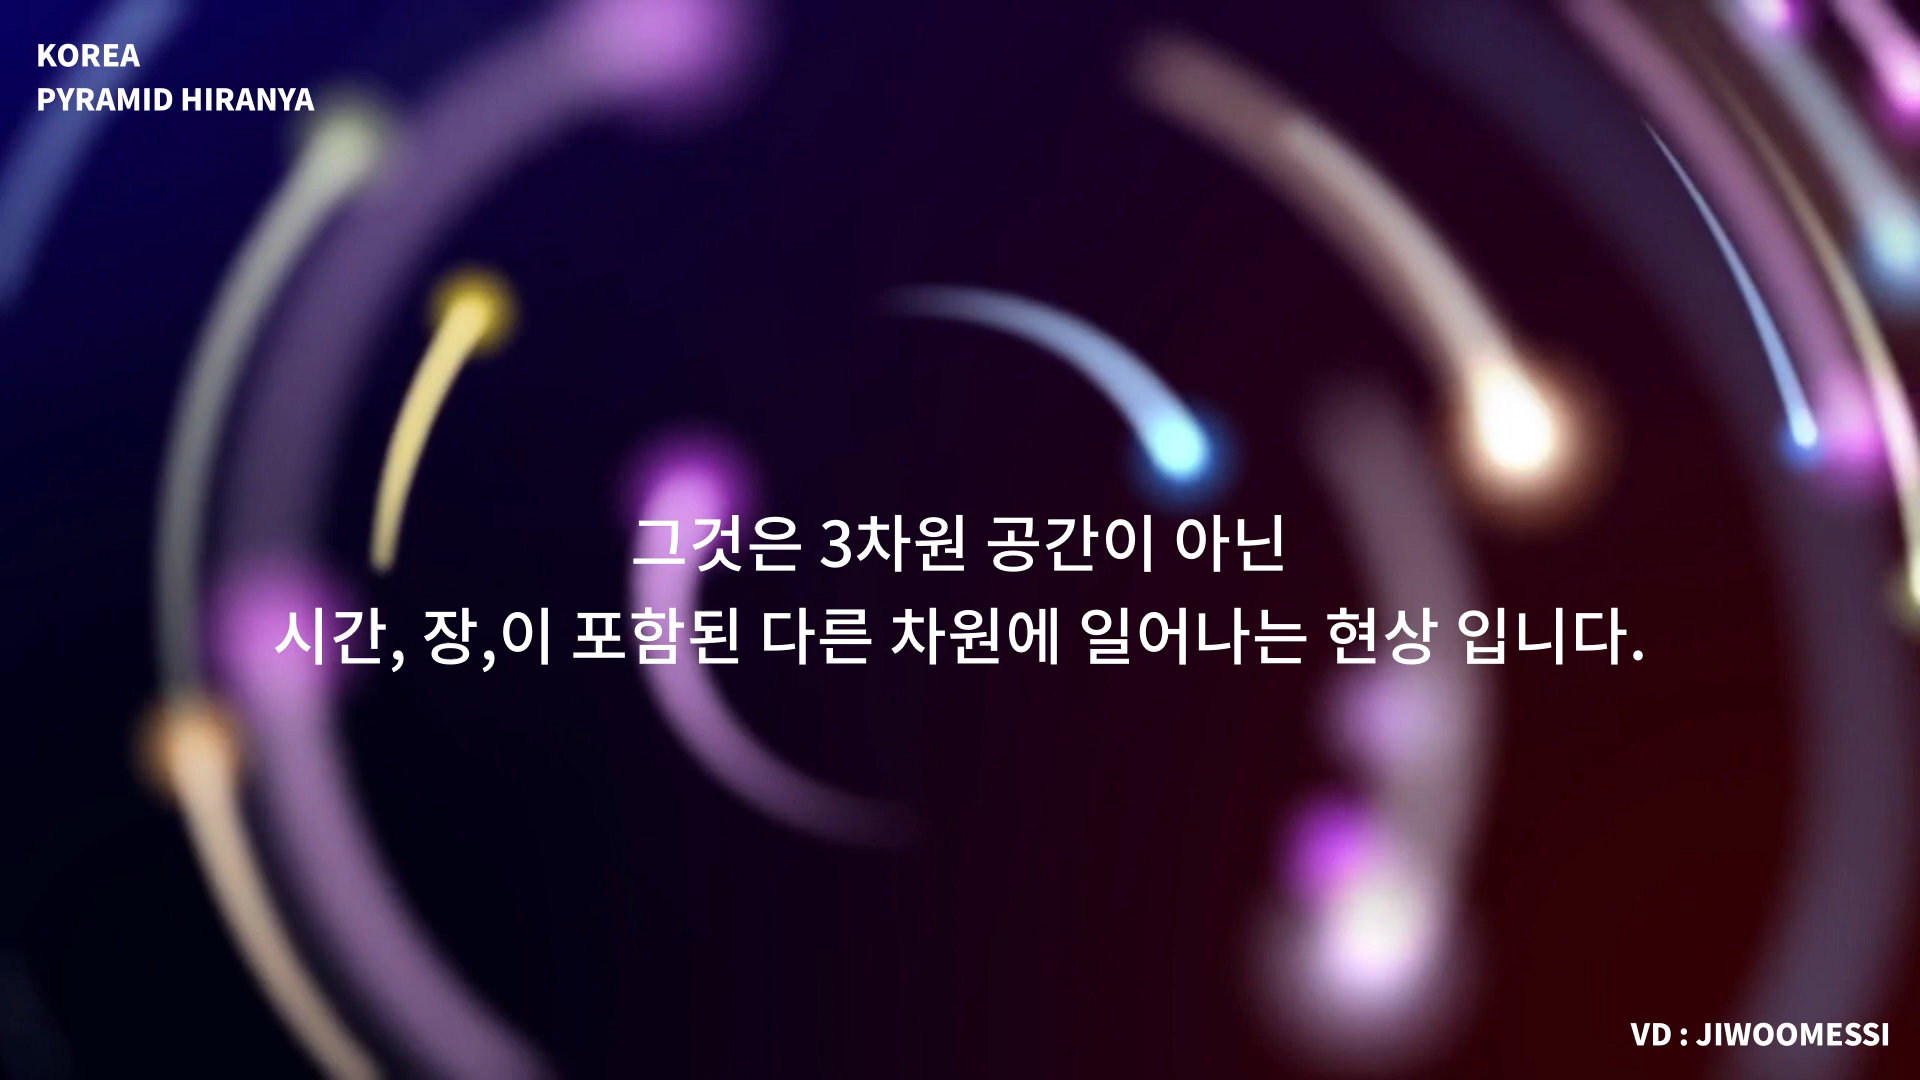 KOREA
PYRAMID HIRANYA
그것은 3차원 공간이 아닌
시간, 장,이 포함된 다른 차원에 일어나는 현상 입니다.
VD : JIWOOMESSI